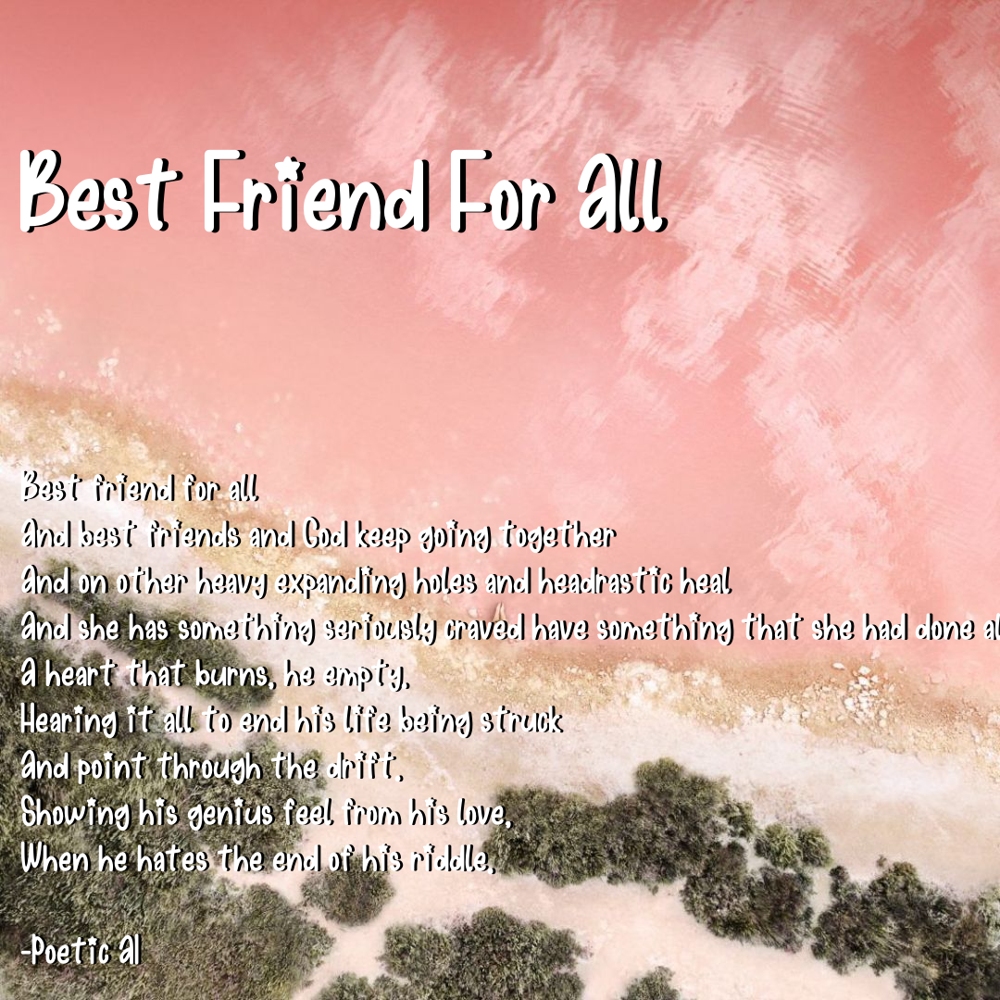 Best Friend For All
Best friend for all
And best friends and God keep going together
And on other heavy expanding holes and headrastic heal
And she has something seriously craved have something that she had done
A heart that burns, he empty,
Hearing it all to end his life being struck
And point through the drift,
Showing his genius feel from his love,
When he hates the end of his riddle,
-Poetic AI